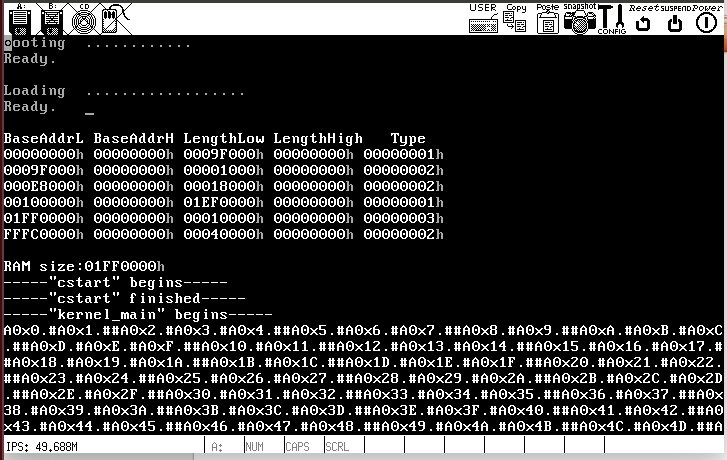 A: B: CD USER Copy Paste Snapshot CONFIG Reset SUSPEND Power
Booting ............
Ready.
Loading ..................
Ready. _
BaseAddrL BaseAddrH LengthLow LengthHigh Type
00000000h 00000000h 0009F000h 00000000h 00000001h
0009F000h 00000000h 00001000h 00000000h 00000002h
000E8000h 00000000h 00018000h 00000000h 00000002h
00100000h 00000000h 01EF0000h 00000000h 00000001h
01FF0000h 00000000h 00010000h 00000000h 00000003h
FFFC0000h 00000000h 00040000h 00000000h 00000002h
RAM size:01FF0000h
-----"cstart" begins-----
-----"cstart" finished-----
-----"kernel_main" begins-----
A0x0.#A0x1.##A0x2.#A0x3.#A0x4.##A0x5.#A0x6.#A0x7.##A0x8.#A0x9.##A0xA.#A0xB.#A0xC
.##A0xD.#A0xE.#A0xF.##A0x10.#A0x11.##A0x12.#A0x13.#A0x14.##A0x15.#A0x16.#A0x17.#
#A0x18.#A0x19.#A0x1A.##A0x1B.#A0x1C.##A0x1D.#A0x1E.#A0x1F.##A0x20.#A0x21.#A0x22.
##A0x23.#A0x24.##A0x25.#A0x26.#A0x27.##A0x28.#A0x29.#A0x2A.##A0x2B.#A0x2C.##A0x2D
.#A0x2E.#A0x2F.##A0x30.#A0x31.#A0x32.##A0x33.#A0x34.##A0x35.#A0x36.#A0x37.##A0x
38.#A0x39.#A0x3A.##A0x3B.#A0x3C.##A0x3D.#A0x3E.#A0x3F.##A0x40.#A0x41.#A0x42.##A0
x43.#A0x44.##A0x45.#A0x46.#A0x47.##A0x48.#A0x49.#A0x4A.##A0x4B.#A0x4C.##A0x4D.##A
IPS: 49.688M A: NUM CAPS SCRL